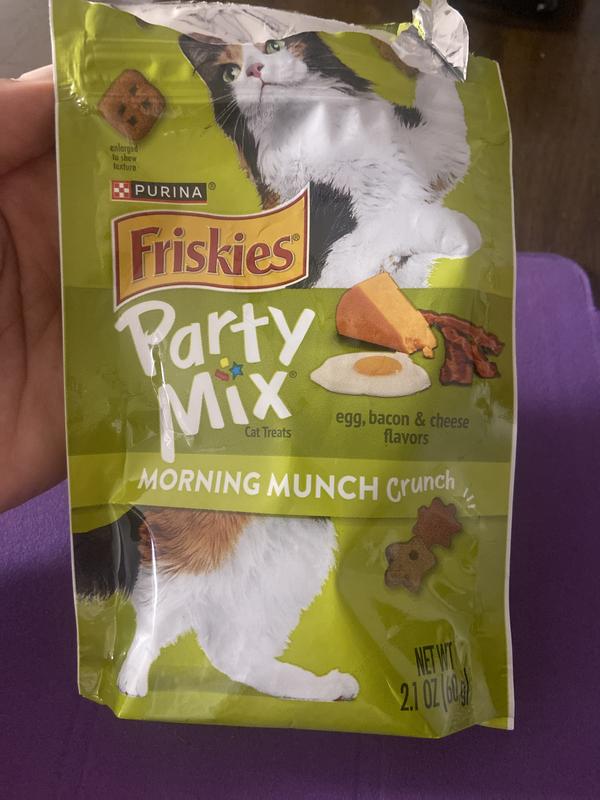 enlarged
to show
texture
PURINA®
Friskies®
Party
Mix®
Cat Treats
egg, bacon & cheese
flavors
MORNING MUNCH Crunch
NET WT
2.1 OZ (60 g)